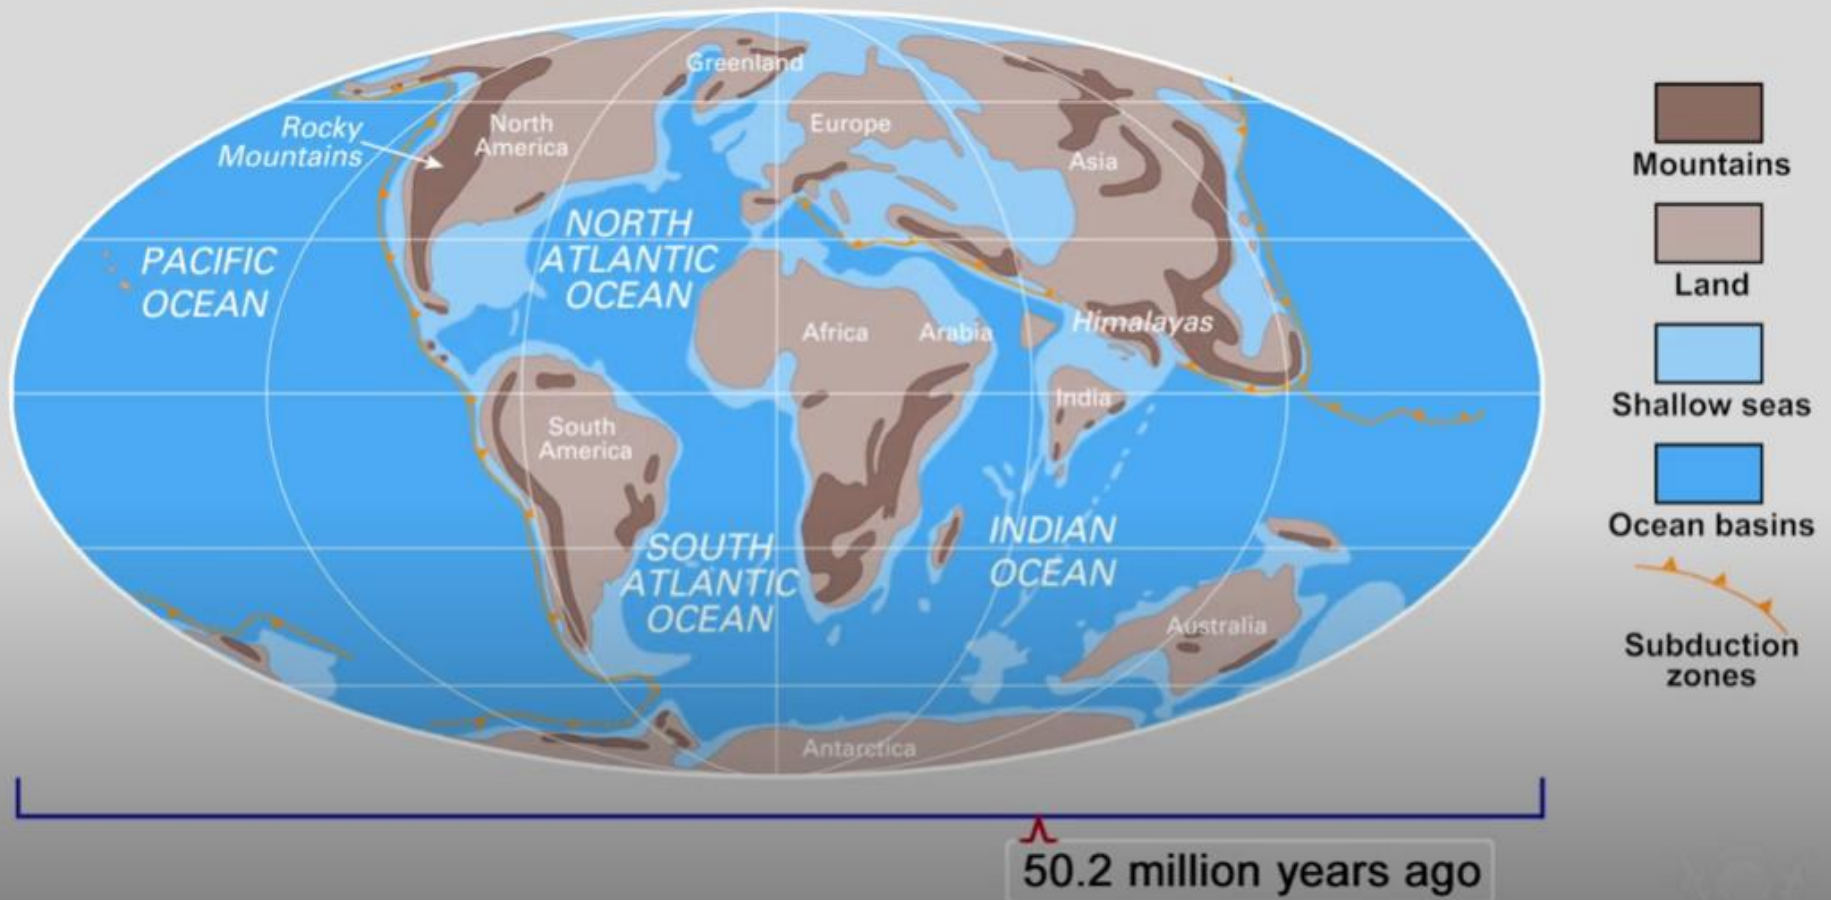 Greenland
Rocky
Mountains
North
America
Europe
Asia
NORTH
ATLANTIC
OCEAN
PACIFIC
OCEAN
Africa
Arabia
Himalayas
India
South
America
SOUTH
ATLANTIC
OCEAN
INDIAN
OCEAN
Australia
Antarctica
Mountains
Land
Shallow seas
Ocean basins
Subduction
zones
50.2 million years ago